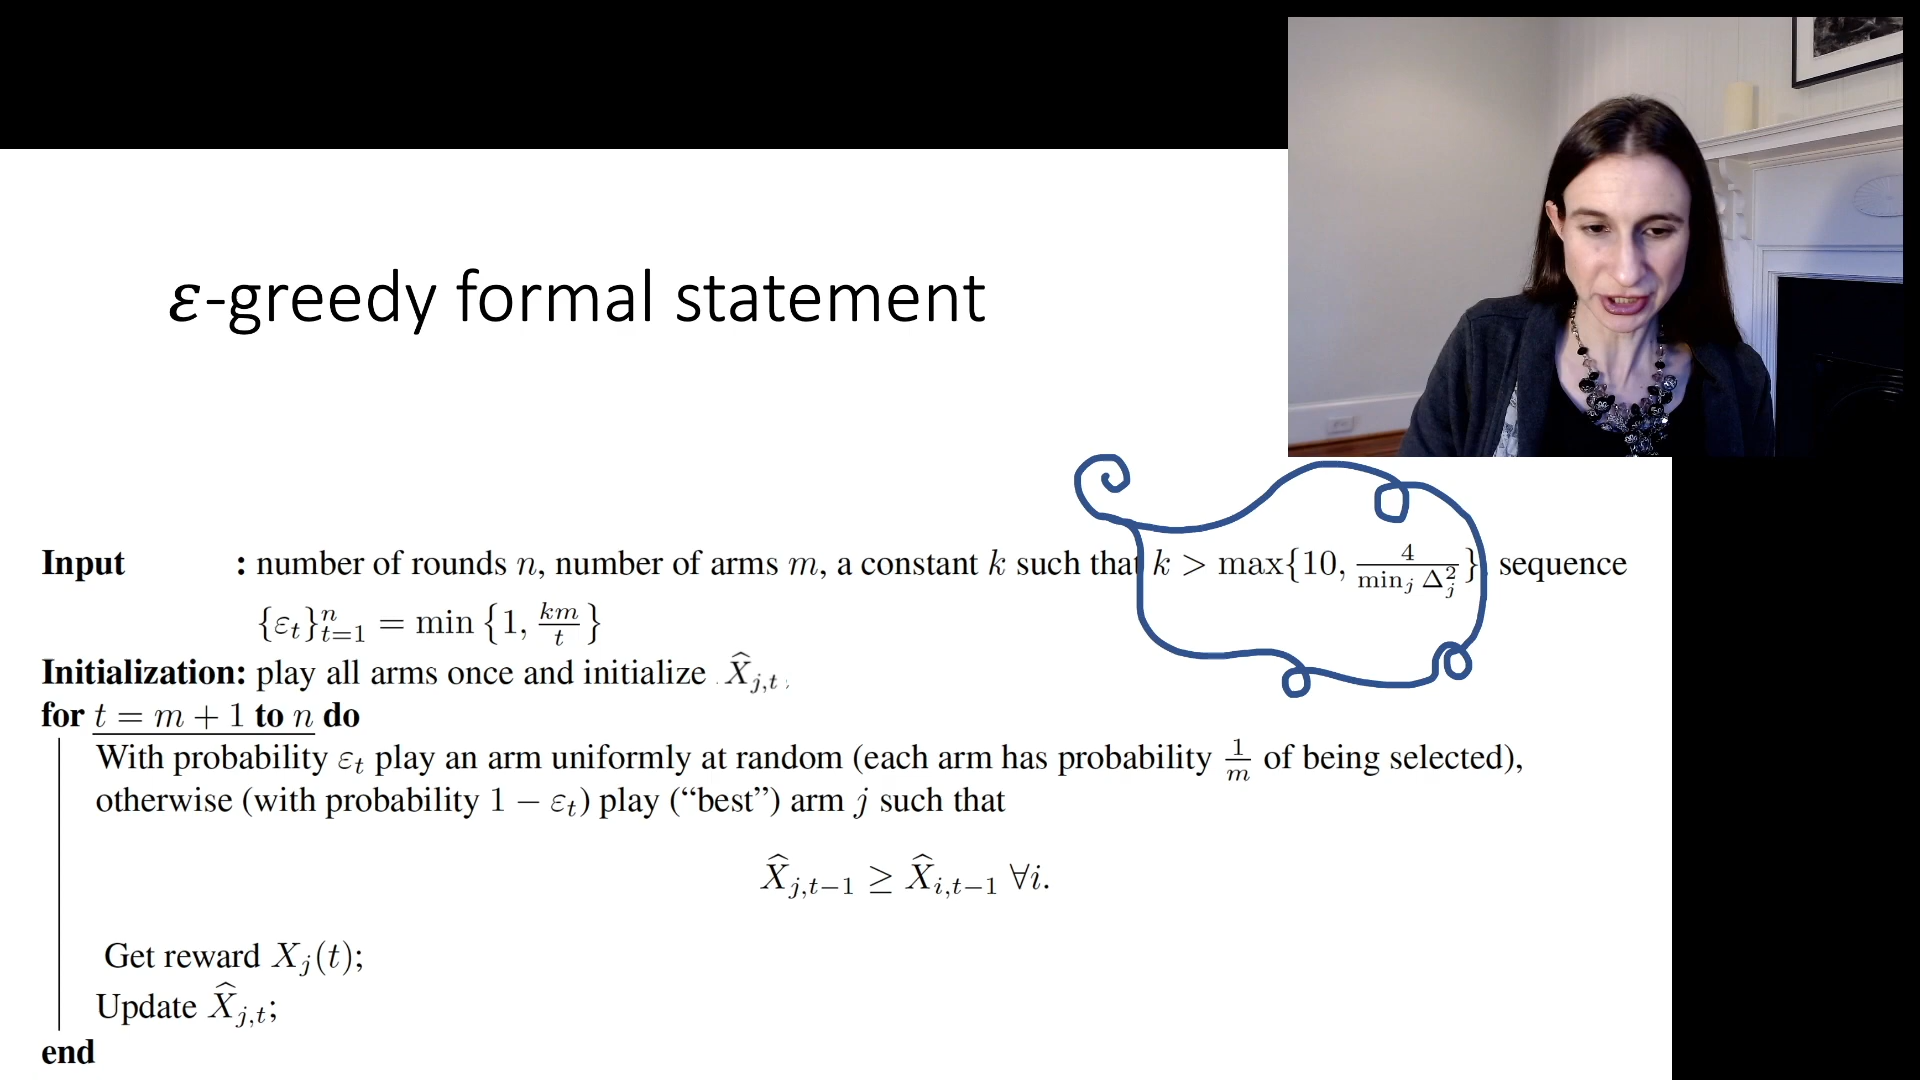 ε-greedy formal statement
Input : number of rounds n, number of arms m, a constant k such that k > max{10, 4/(min_j Δ_j^2)}, sequence
{ε_t}_{t=1}^n = min {1, km/t}
Initialization: play all arms once and initialize X̂_{j,t}
for t = m + 1 to n do
With probability ε_t play an arm uniformly at random (each arm has probability 1/m of being selected),
otherwise (with probability 1 − ε_t) play (“best”) arm j such that
X̂_{j,t−1} ≥ X̂_{i,t−1} ∀i.
Get reward X_j(t);
Update X̂_{j,t};
end